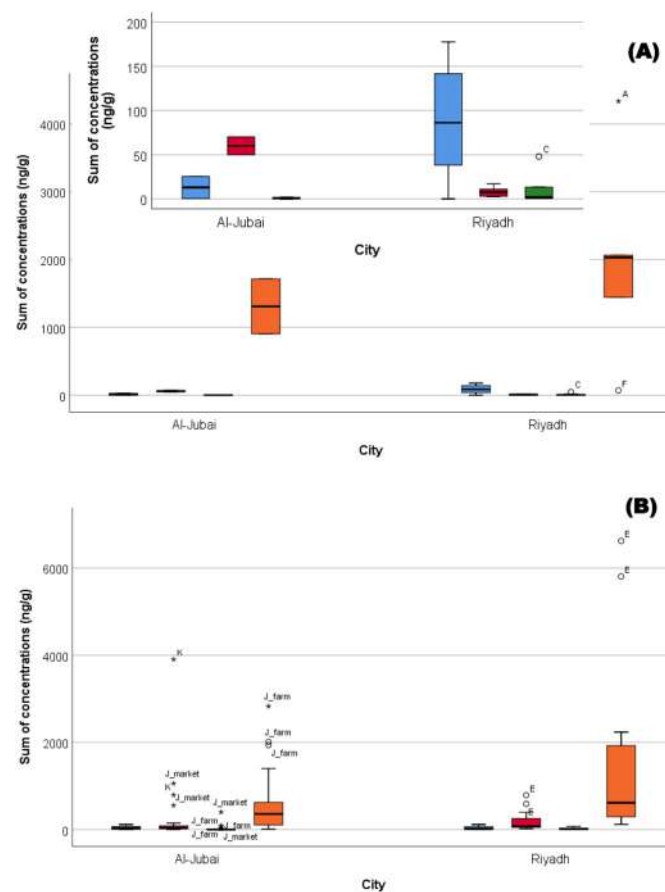 (A)
200
150
100
50
0
Sum of concentrations
(ng/g)
C
Al-Jubai
Riyadh
City
A
4000
3000
2000
1000
0
Sum of concentrations (ng/g)
C
F
Al-Jubai
Riyadh
City
(B)
E
E
6000
4000
2000
0
Sum of concentrations (ng/g)
K
J_farm
J_farm
J_farm
J_market
K
J_market
J_market
J_farm
J_farm
J_farm
J_market
E
E
Al-Jubai
Riyadh
City